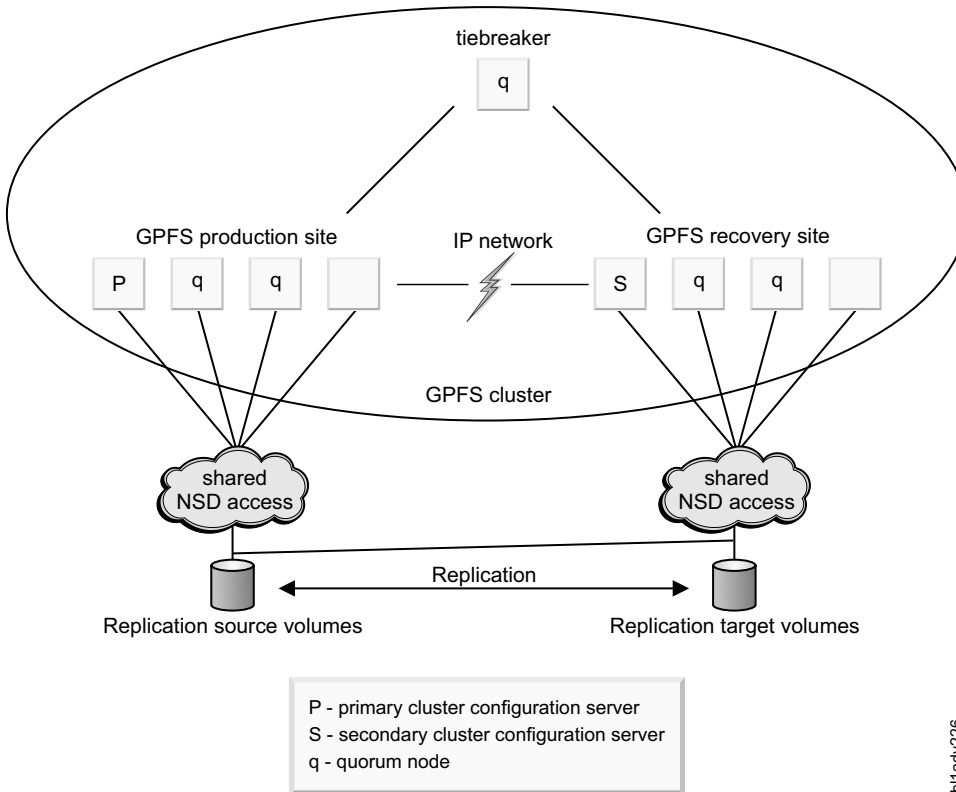 tiebreaker
q
GPFS production site
IP network
GPFS recovery site
P
q
q
S
q
q
GPFS cluster
shared
NSD access
shared
NSD access
Replication
Replication source volumes
Replication target volumes
P - primary cluster configuration server
S - secondary cluster configuration server
q - quorum node